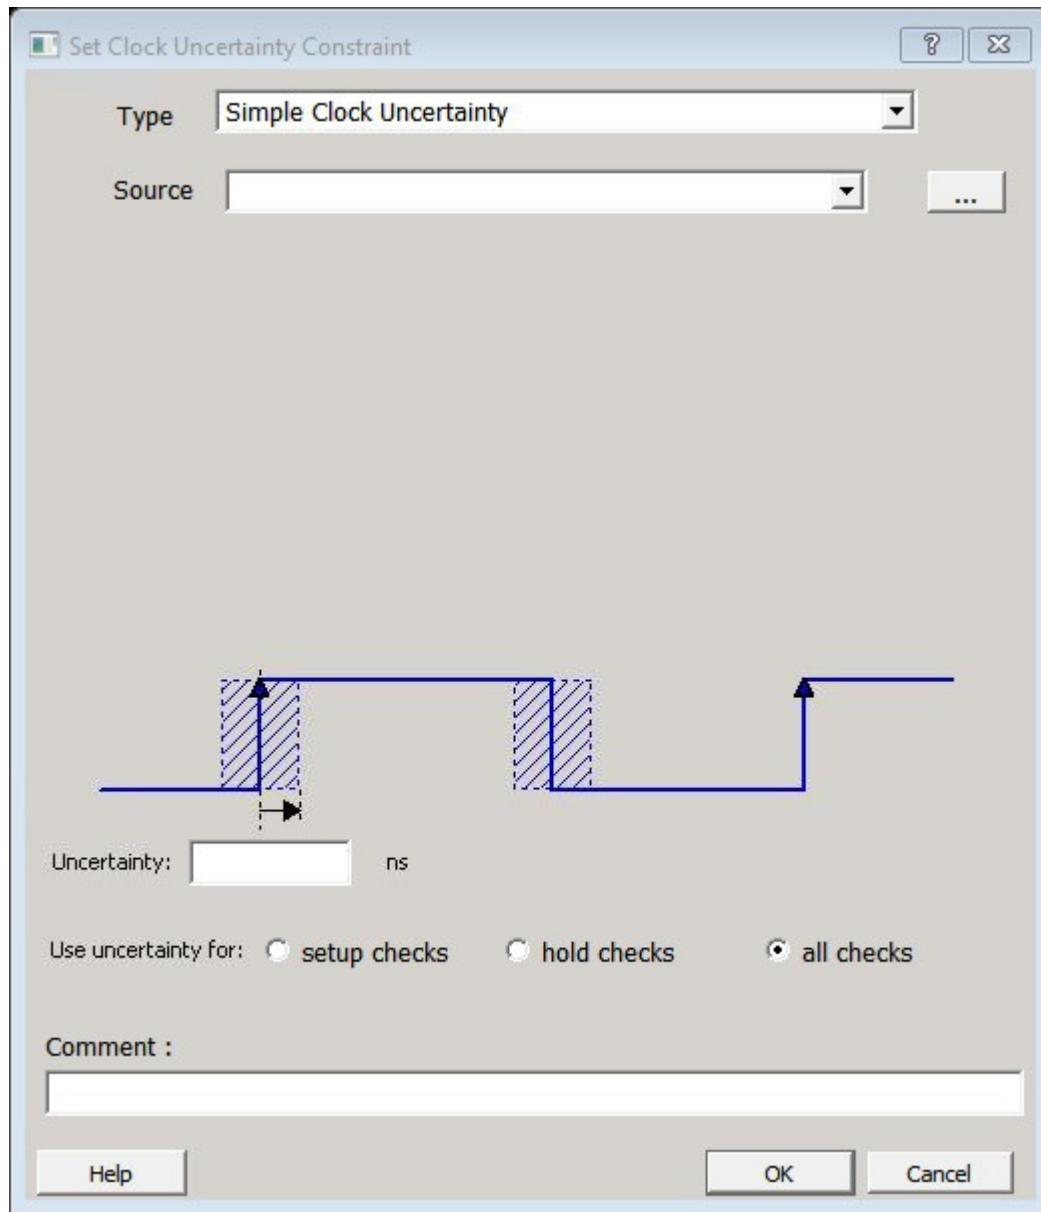 Set Clock Uncertainty Constraint
Type Simple Clock Uncertainty
Source ...
Uncertainty: ns
Use uncertainty for: setup checks hold checks all checks
Comment :
Help OK Cancel